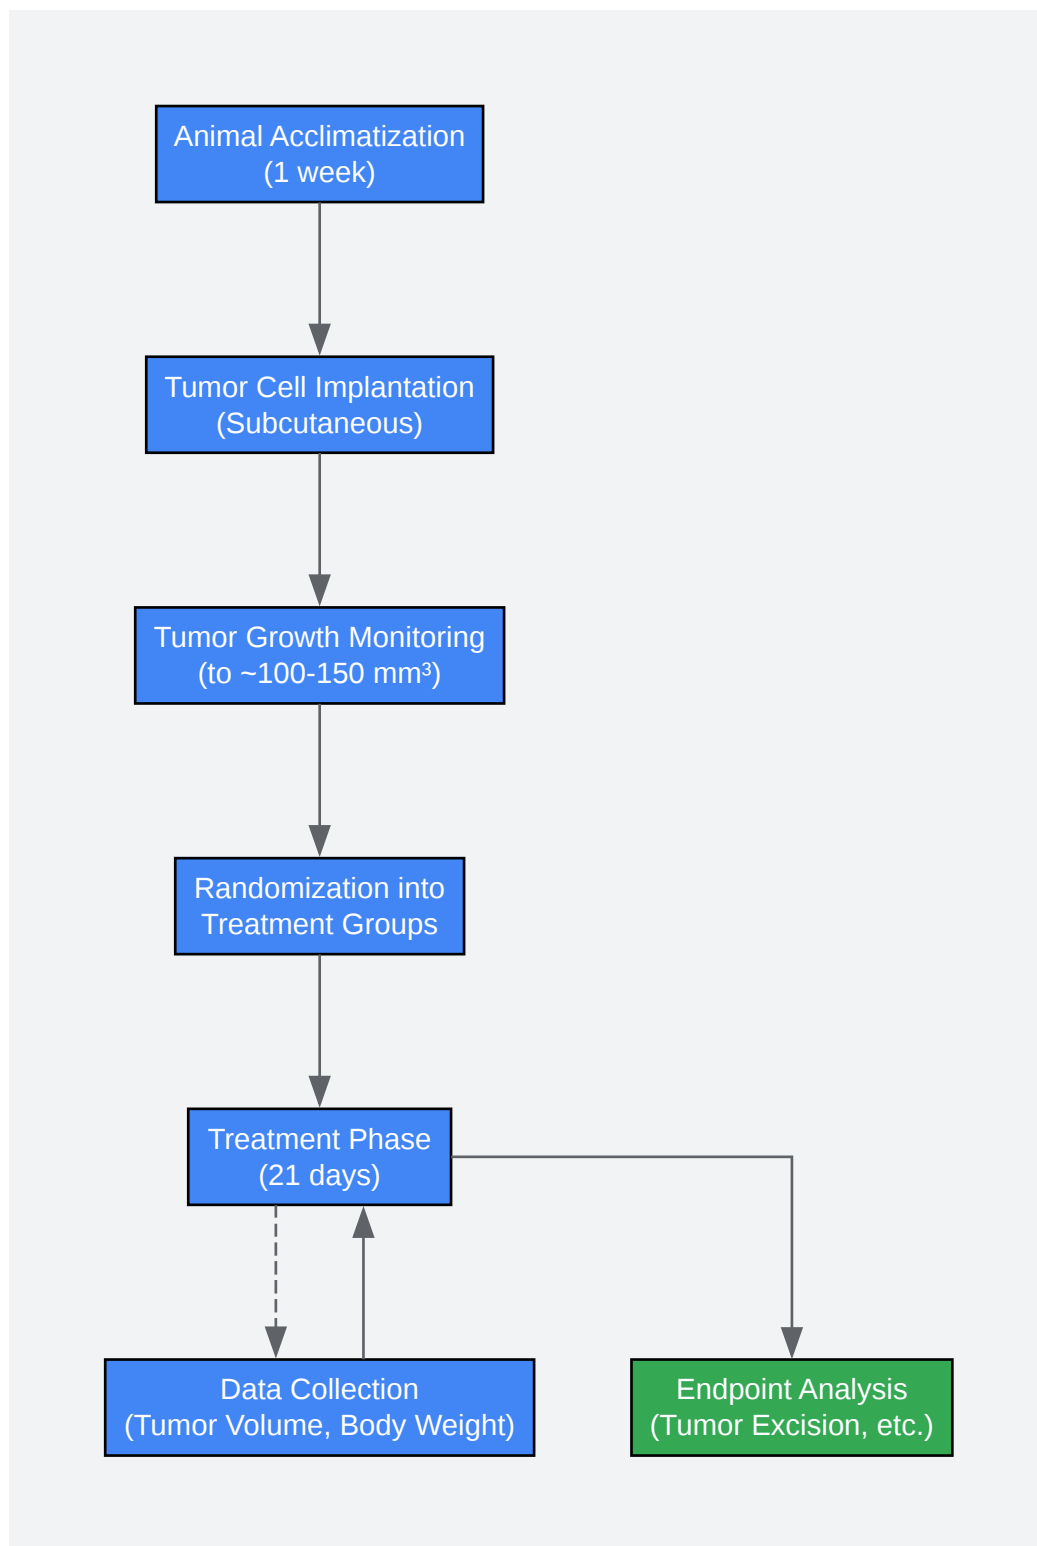 Animal Acclimatization
(1 week)
Tumor Cell Implantation
(Subcutaneous)
Tumor Growth Monitoring
(to ~100-150 mm³)
Randomization into
Treatment Groups
Treatment Phase
(21 days)
Data Collection
(Tumor Volume, Body Weight)
Endpoint Analysis
(Tumor Excision, etc.)